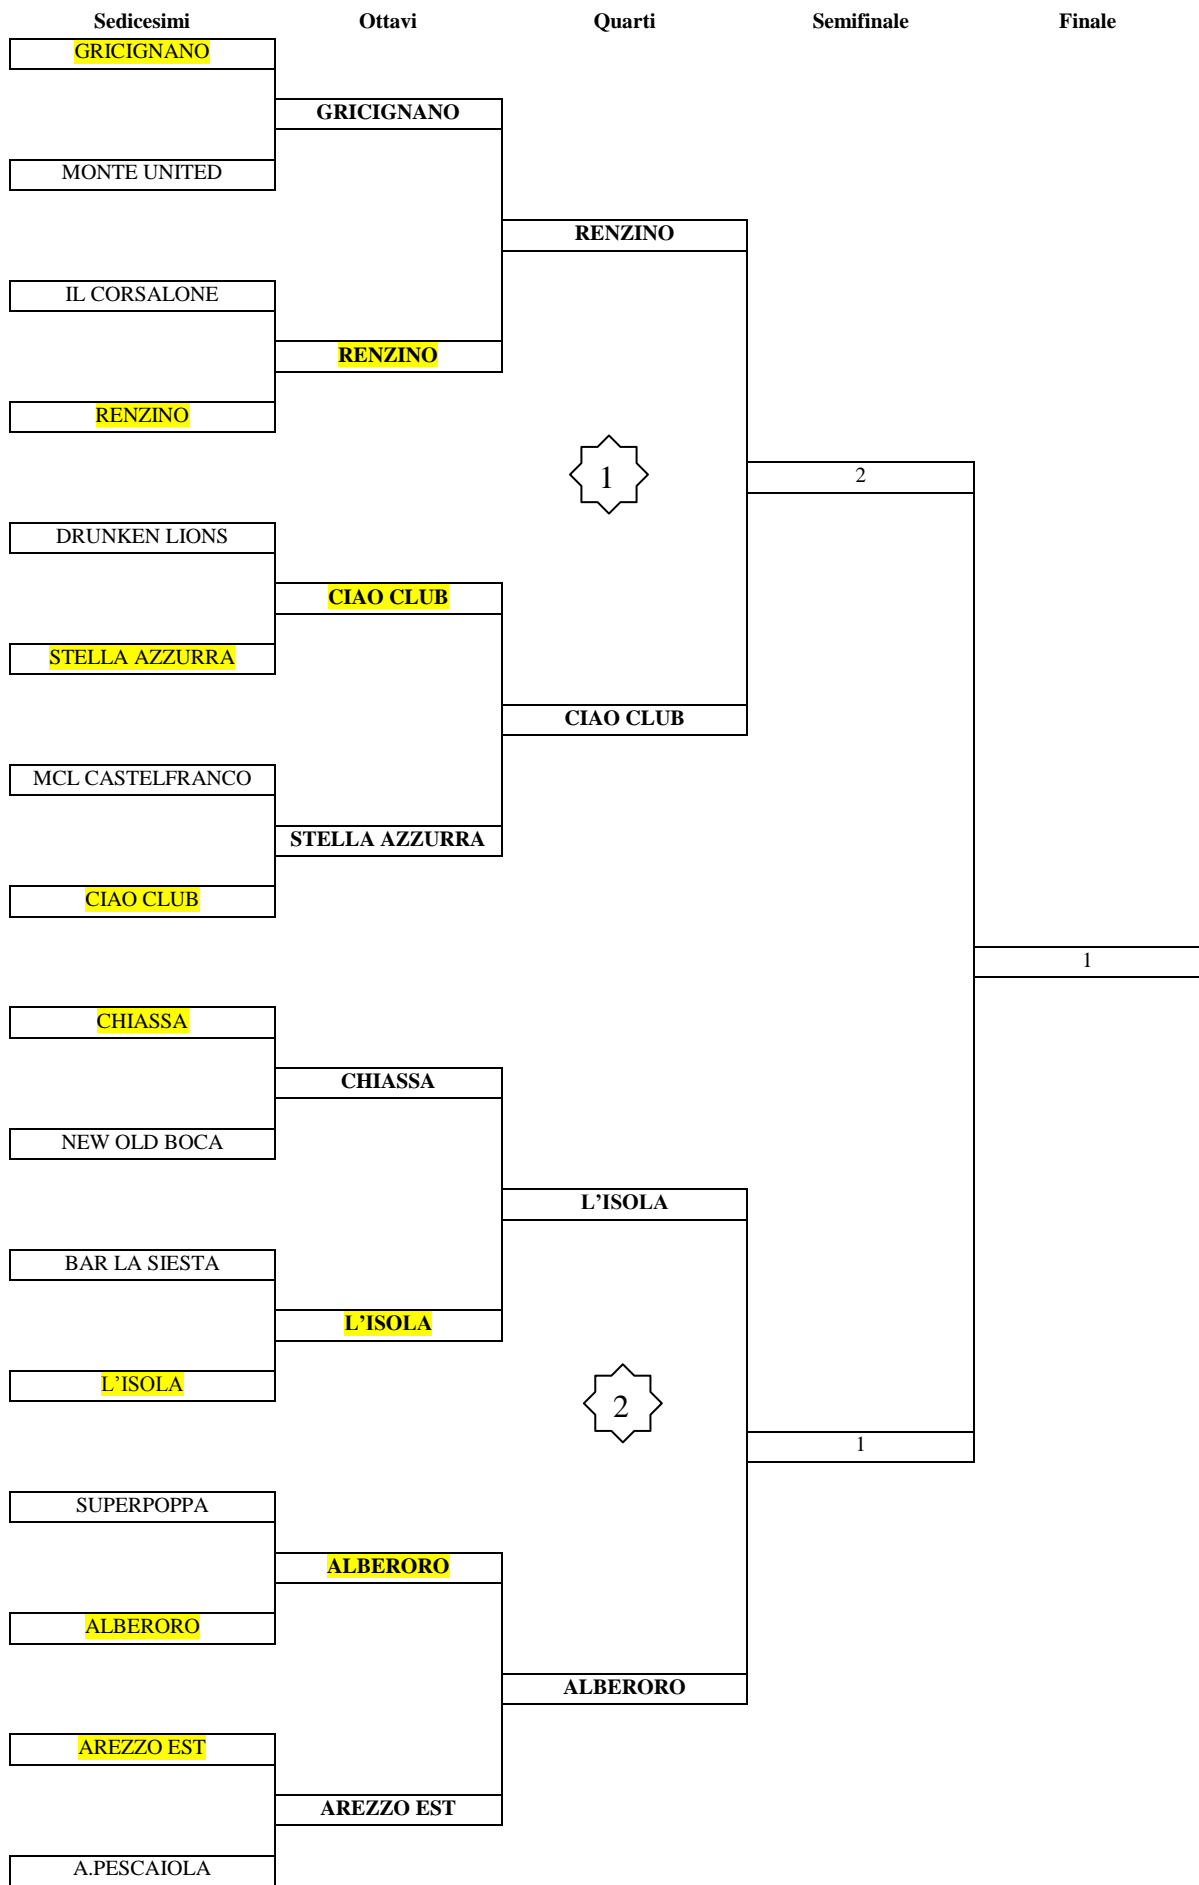 Sedicesimi Ottavi Quarti Semifinale Finale
GRICIGNANO
GRICIGNANO
MONTE UNITED
RENZINO
IL CORSALONE
RENZINO
RENZINO
1
2
DRUNKEN LIONS
CIAO CLUB
STELLA AZZURRA
CIAO CLUB
MCL CASTELFRANCO
STELLA AZZURRA
CIAO CLUB
1
CHIASSA
CHIASSA
NEW OLD BOCA
L’ISOLA
BAR LA SIESTA
L’ISOLA
L’ISOLA
2
1
SUPERPOPPA
ALBERORO
ALBERORO
ALBERORO
AREZZO EST
AREZZO EST
A.PESCAIOLA